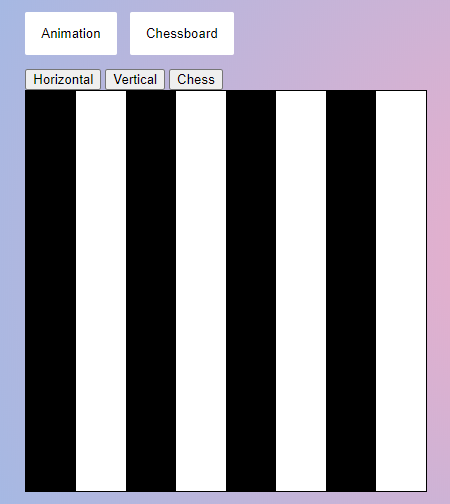 Animation Chessboard
Horizontal Vertical Chess